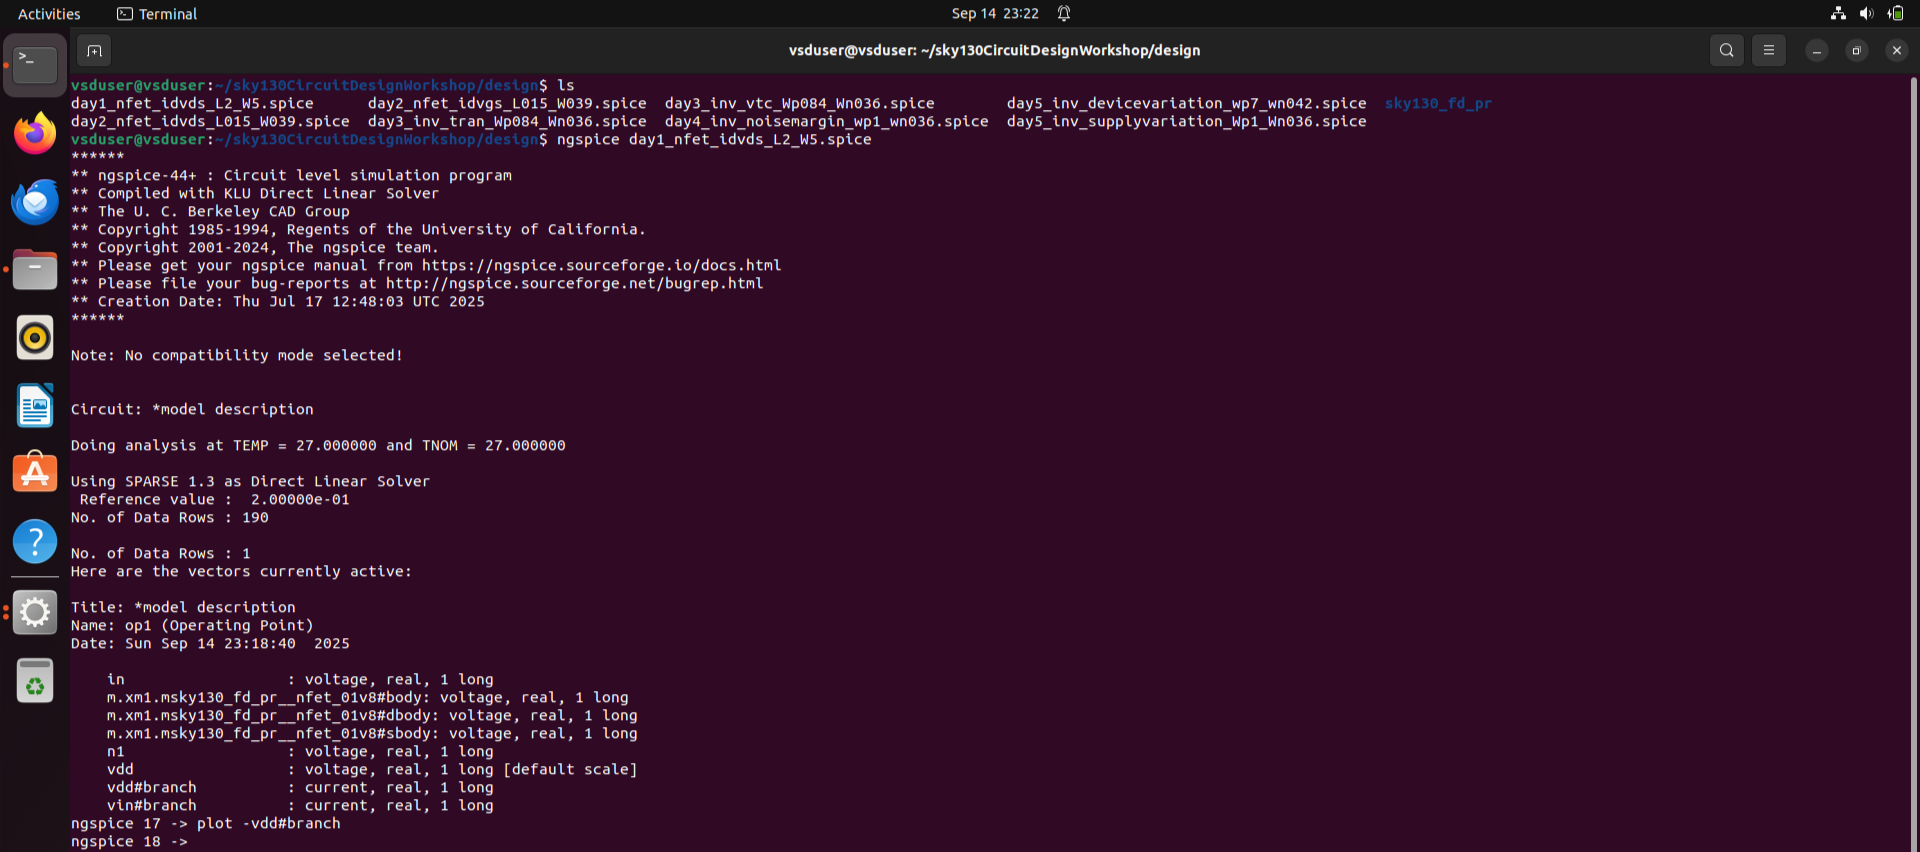 Activities Terminal Sep 14 23:22
vsduser@vsduser: ~/sky130CircuitDesignWorkshop/design
vsduser@vsduser:~/sky130CircuitDesignWorkshop/design$ ls
day1_nfet_idvds_L2_W5.spice day2_nfet_idvgs_L015_W039.spice day3_inv_vtc_Wp084_Wn036.spice day5_inv_devicevariation_wp7_wn042.spice sky130_fd_pr
day2_nfet_idvds_L015_W039.spice day3_inv_tran_Wp084_Wn036.spice day4_inv_noisemargin_wp1_wn036.spice day5_inv_supplyvariation_Wp1_Wn036.spice
vsduser@vsduser:~/sky130CircuitDesignWorkshop/design$ ngspice day1_nfet_idvds_L2_W5.spice
******
** ngspice-44+ : Circuit level simulation program
** Compiled with KLU Direct Linear Solver
** The U. C. Berkeley CAD Group
** Copyright 1985-1994, Regents of the University of California.
** Copyright 2001-2024, The ngspice team.
** Please get your ngspice manual from https://ngspice.sourceforge.io/docs.html
** Please file your bug-reports at http://ngspice.sourceforge.net/bugrep.html
** Creation Date: Thu Jul 17 12:48:03 UTC 2025
******
Note: No compatibility mode selected!
Circuit: *model description
Doing analysis at TEMP = 27.000000 and TNOM = 27.000000
Using SPARSE 1.3 as Direct Linear Solver
Reference value : 2.00000e-01
No. of Data Rows : 190
No. of Data Rows : 1
Here are the vectors currently active:
Title: *model description
Name: op1 (Operating Point)
Date: Sun Sep 14 23:18:40 2025
in : voltage, real, 1 long
m.xm1.msky130_fd_pr__nfet_01v8#body: voltage, real, 1 long
m.xm1.msky130_fd_pr__nfet_01v8#dbody: voltage, real, 1 long
m.xm1.msky130_fd_pr__nfet_01v8#sbody: voltage, real, 1 long
n1 : voltage, real, 1 long
vdd : voltage, real, 1 long [default scale]
vdd#branch : current, real, 1 long
vin#branch : current, real, 1 long
ngspice 17 -> plot -vdd#branch
ngspice 18 ->